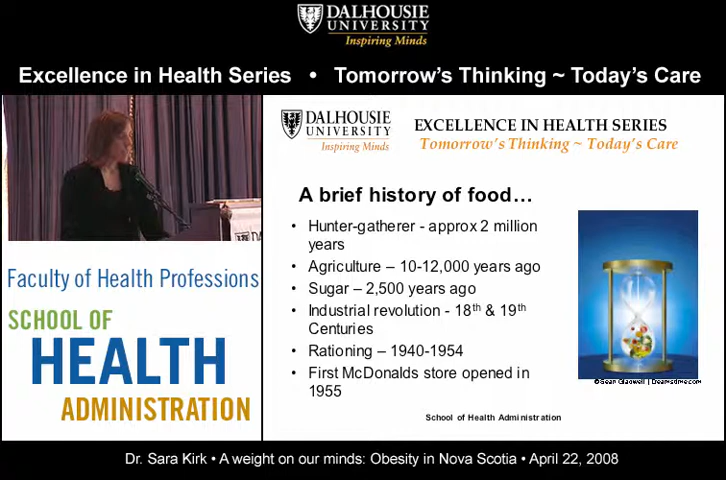 DALHOUSIE
UNIVERSITY
Inspiring Minds
Excellence in Health Series • Tomorrow's Thinking ~ Today's Care
DALHOUSIE
UNIVERSITY
Inspiring Minds
EXCELLENCE IN HEALTH SERIES
Tomorrow's Thinking ~ Today's Care
A brief history of food…
• Hunter-gatherer - approx 2 million
years
• Agriculture – 10-12,000 years ago
• Sugar – 2,500 years ago
• Industrial revolution - 18th & 19th
Centuries
• Rationing – 1940-1954
• First McDonalds store opened in
1955
© Sean Gladwell | Dreamstime.com
School of Health Administration
Faculty of Health Professions
SCHOOL OF
HEALTH
ADMINISTRATION
Dr. Sara Kirk • A weight on our minds: Obesity in Nova Scotia • April 22, 2008